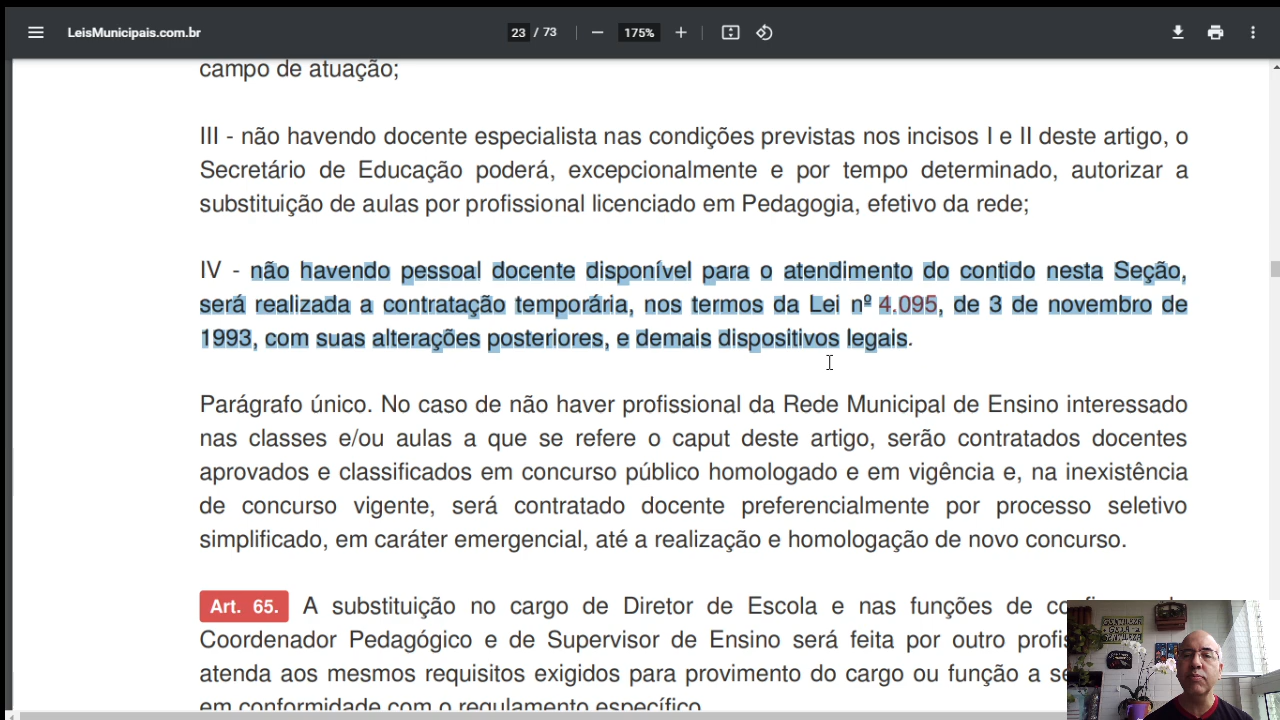 LeisMunicipais.com.br
23 / 73
175%
campo de atuação;
III - não havendo docente especialista nas condições previstas nos incisos I e II deste artigo, o
Secretário de Educação poderá, excepcionalmente e por tempo determinado, autorizar a
substituição de aulas por profissional licenciado em Pedagogia, efetivo da rede;
IV - não havendo pessoal docente disponível para o atendimento do contido nesta Seção,
será realizada a contratação temporária, nos termos da Lei nº 4.095, de 3 de novembro de
1993, com suas alterações posteriores, e demais dispositivos legais.
Parágrafo único. No caso de não haver profissional da Rede Municipal de Ensino interessado
nas classes e/ou aulas a que se refere o caput deste artigo, serão contratados docentes
aprovados e classificados em concurso público homologado e em vigência e, na inexistência
de concurso vigente, será contratado docente preferencialmente por processo seletivo
simplificado, em caráter emergencial, até a realização e homologação de novo concurso.
Art. 65. A substituição no cargo de Diretor de Escola e nas funções de
Coordenador Pedagógico e de Supervisor de Ensino será feita por outro
atenda aos mesmos requisitos exigidos para provimento do cargo ou função a
em conformidade com o regulamento específico